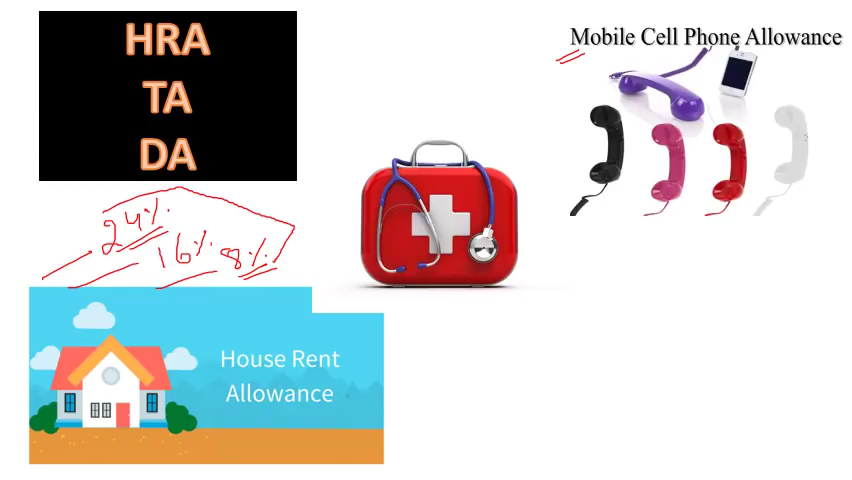 HRA
TA
DA
Mobile Cell Phone Allowance
24%.
16%.
8%.
House Rent
Allowance